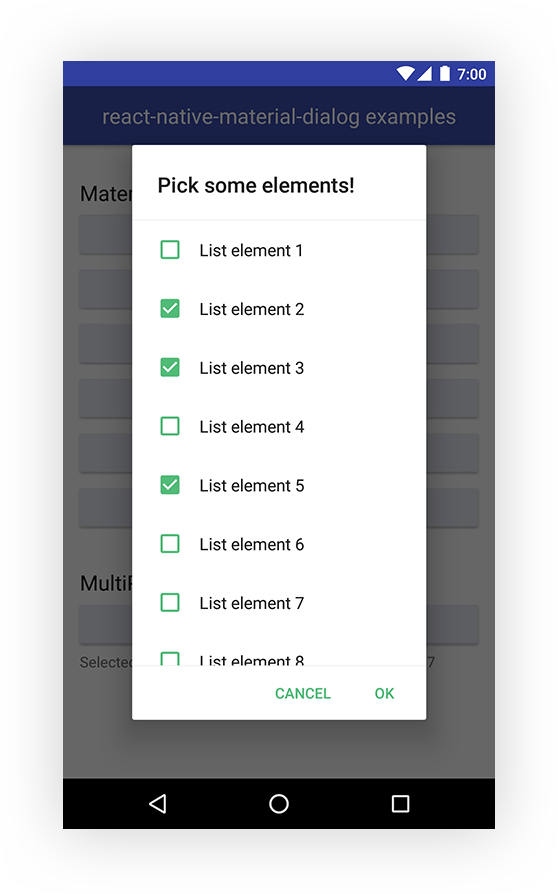 7:00
react-native-material-dialog examples
Mater
Pick some elements!
List element 1
List element 2
List element 3
List element 4
List element 5
List element 6
MultiP
List element 7
List element 8
Selected
7
CANCEL OK